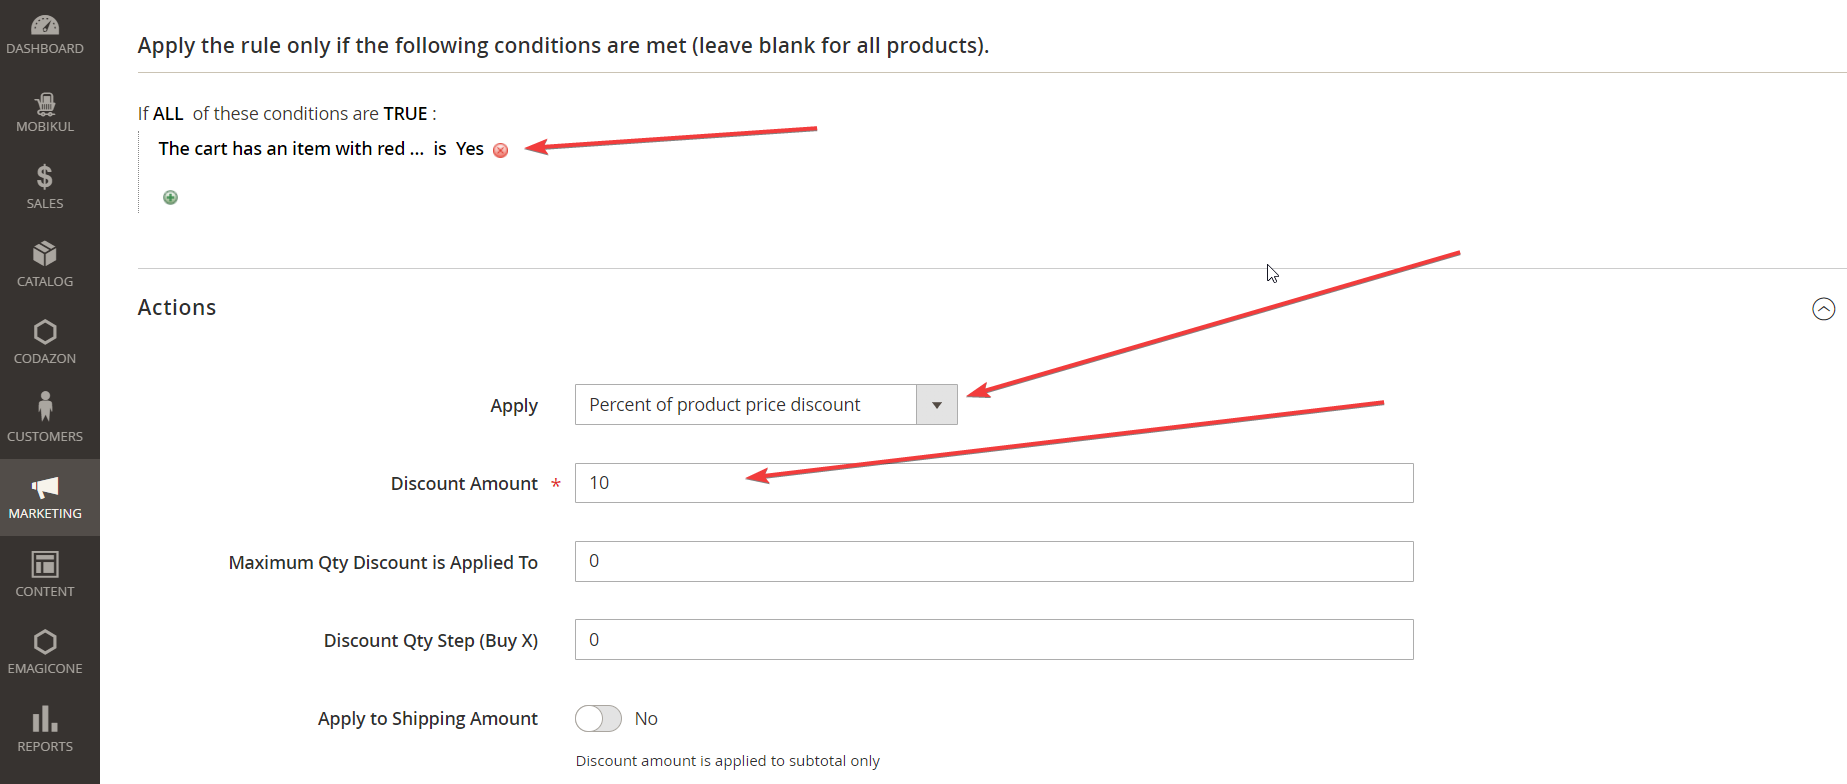 DASHBOARD
MOBIKUL
$
SALES
CATALOG
CODAZON
CUSTOMERS
MARKETING
CONTENT
EMAGICONE
REPORTS
Apply the rule only if the following conditions are met (leave blank for all products).
If ALL of these conditions are TRUE :
The cart has an item with red ... is Yes
Actions
Apply Percent of product price discount
Discount Amount * 10
Maximum Qty Discount is Applied To 0
Discount Qty Step (Buy X) 0
Apply to Shipping Amount No
Discount amount is applied to subtotal only